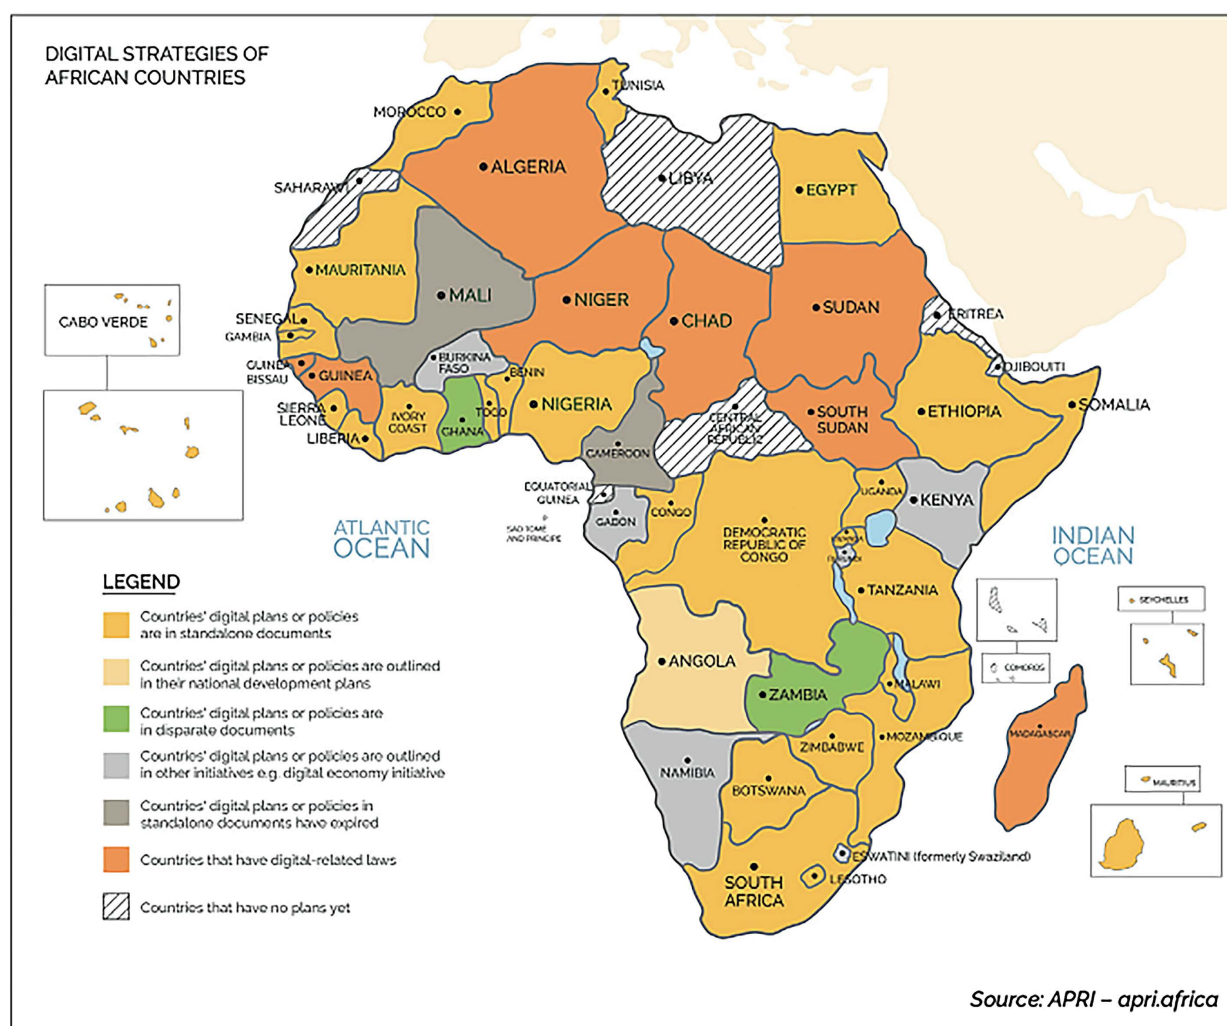 DIGITAL STRATEGIES OF
AFRICAN COUNTRIES
TUNISIA
MOROCCO
ALGERIA
LIBYA
SAHARAWI
EGYPT
MAURITANIA
MALI
NIGER
CHAD
SUDAN
ERITREA
CABO VERDE
SENEGAL
GAMBIA
GUINEA
BISSAU
GUINEA
BURKINA
FASO
BENIN
DJIBOUITI
SIERRA
LEONE
LIBERIA
IVORY
COAST
GHANA
TOGO
NIGERIA
CENTRAL
AFRICAN
REPUBLIZ
SOUTH
SUDAN
ETHIOPIA
SOMALIA
CAMEROON
EQUATORIAL
GUINEA
SAO TOME
AND PRINCIPE
GABON
CONGO
UGANDA
KENYA
ATLANTIC
OCEAN
DEMOCRATIC
REPUBLIC OF
CONGO
BURUNDI
TANZANIA
INDIAN
OCEAN
SEYCHELLES
COMOROS
ANGOLA
ZAMBIA
MALAWI
MOZAMBIQUE
ZIMBABWE
MADAGASCAR
NAMIBIA
BOTSWANA
MAURITIUS
ESWATINI (formerly Swaziland)
LESOTHO
SOUTH
AFRICA
LEGEND
Countries' digital plans or policies
are in standalone documents
Countries' digital plans or policies are outlined
in their national development plans
Countries' digital plans or policies are
in disparate documents
Countries' digital plans or policies are outlined
in other initiatives e.g. digital economy initiative
Countries' digital plans or policies in
standalone documents have expired
Countries that have digital-related laws
Countries that have no plans yet
Source: APRI – apri.africa